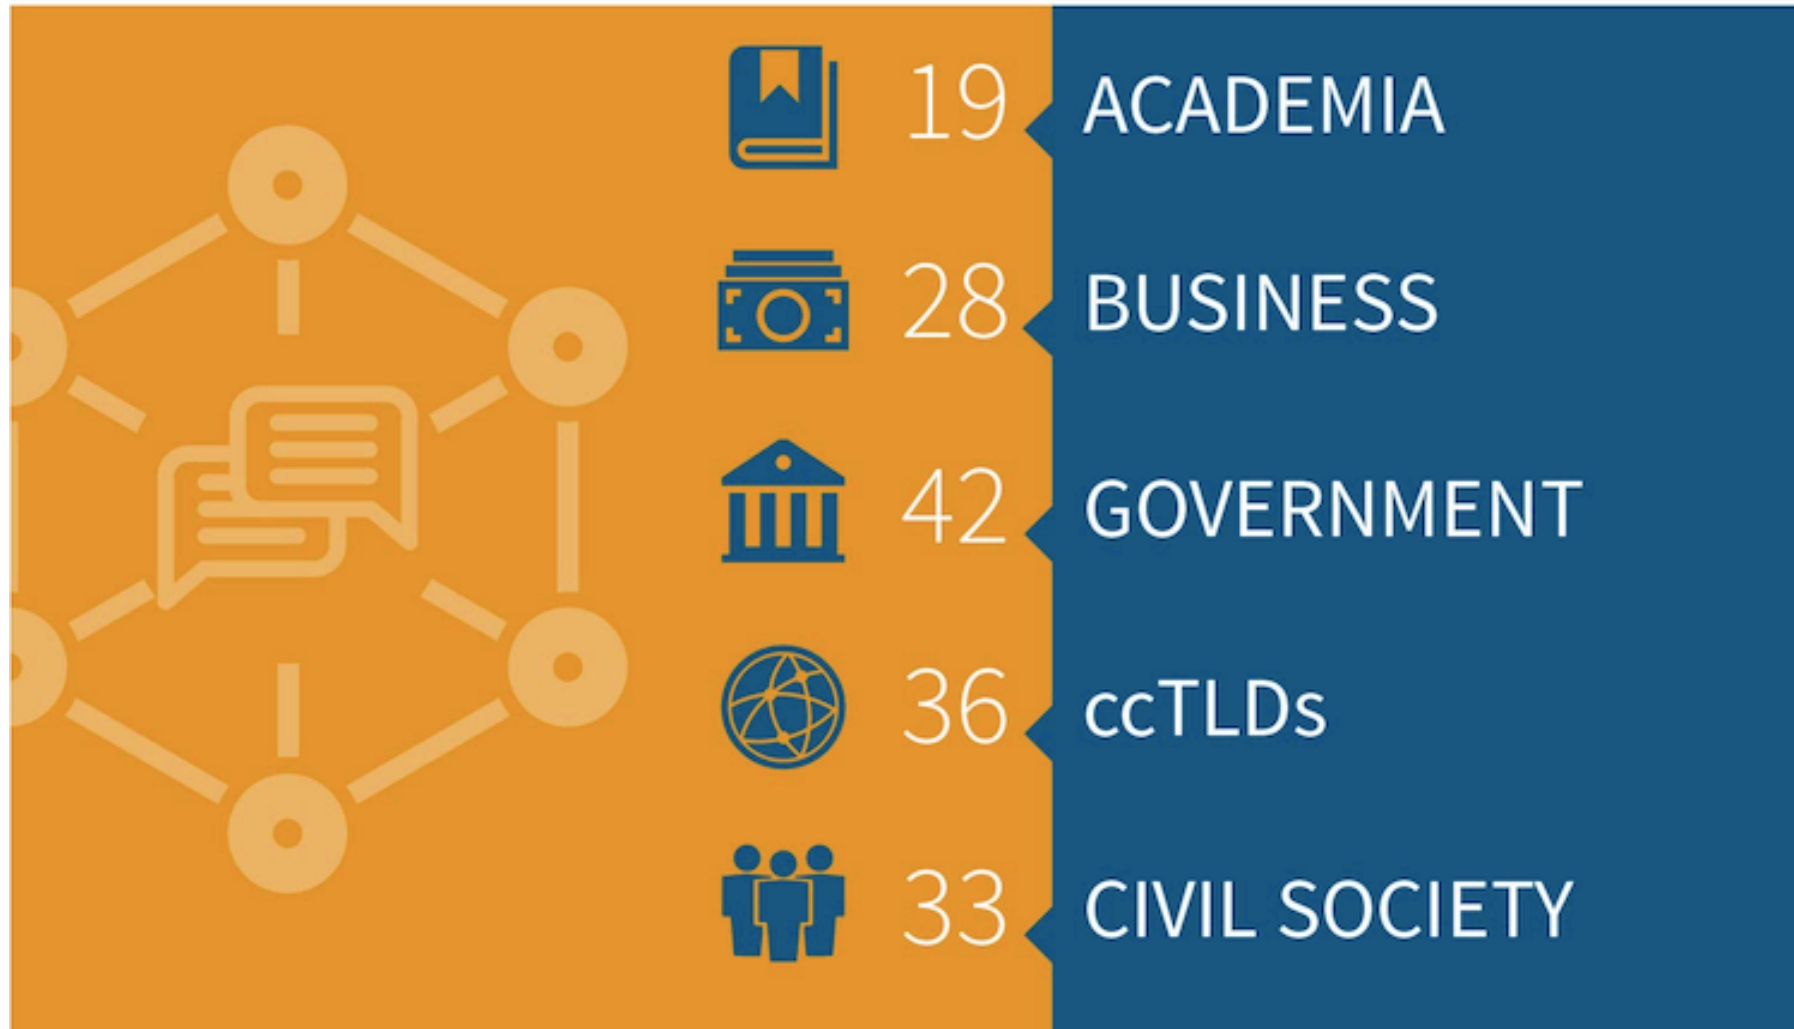 19 ACADEMIA
28 BUSINESS
42 GOVERNMENT
36 ccTLDs
33 CIVIL SOCIETY